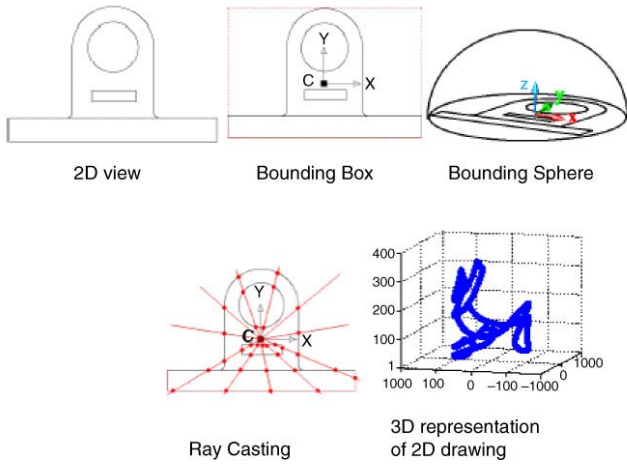 2D view
Y
C
X
Bounding Box
Z
Y
X
Bounding Sphere
Y
C
X
Ray Casting
400
300
200
100
1
1000
100
0
−100
−1000
0
1000
3D representation
of 2D drawing